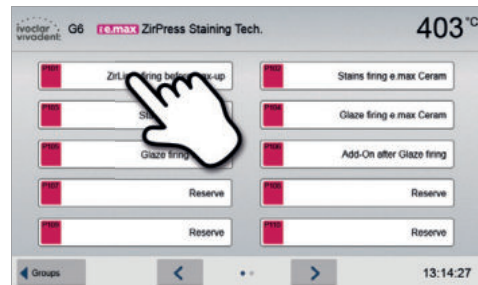 ivoclar vivadent: G6 IPS e.max ZirPress Staining Tech. 403 °C
P101 firing before x-up
P102 Stains firing e.max Ceram
P103
P104 Glaze firing e.max Ceram
P105 Glaze firing
P106 Add-On after Glaze firing
P107 Reserve
P108 Reserve
P109 Reserve
P110 Reserve
Groups 13:14:27